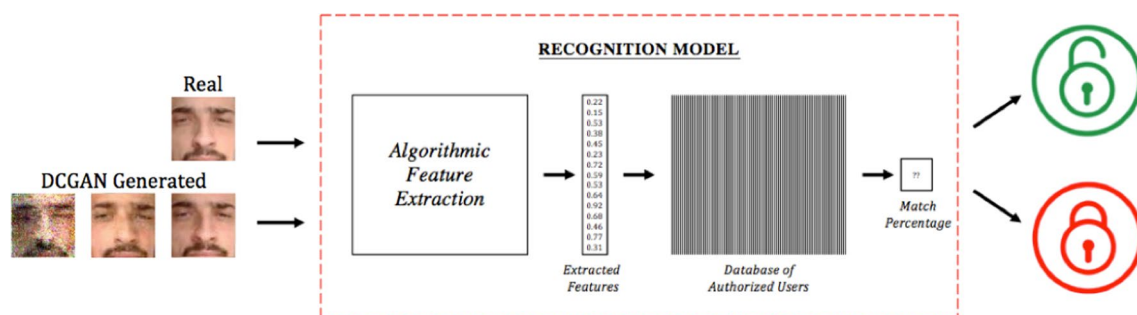 RECOGNITION MODEL
Real
DCGAN Generated
Algorithmic
Feature
Extraction
0.22
0.15
0.53
0.38
0.45
0.23
0.72
0.59
0.53
0.64
0.92
0.68
0.46
0.77
0.31
Extracted
Features
Database of
Authorized Users
??
Match
Percentage